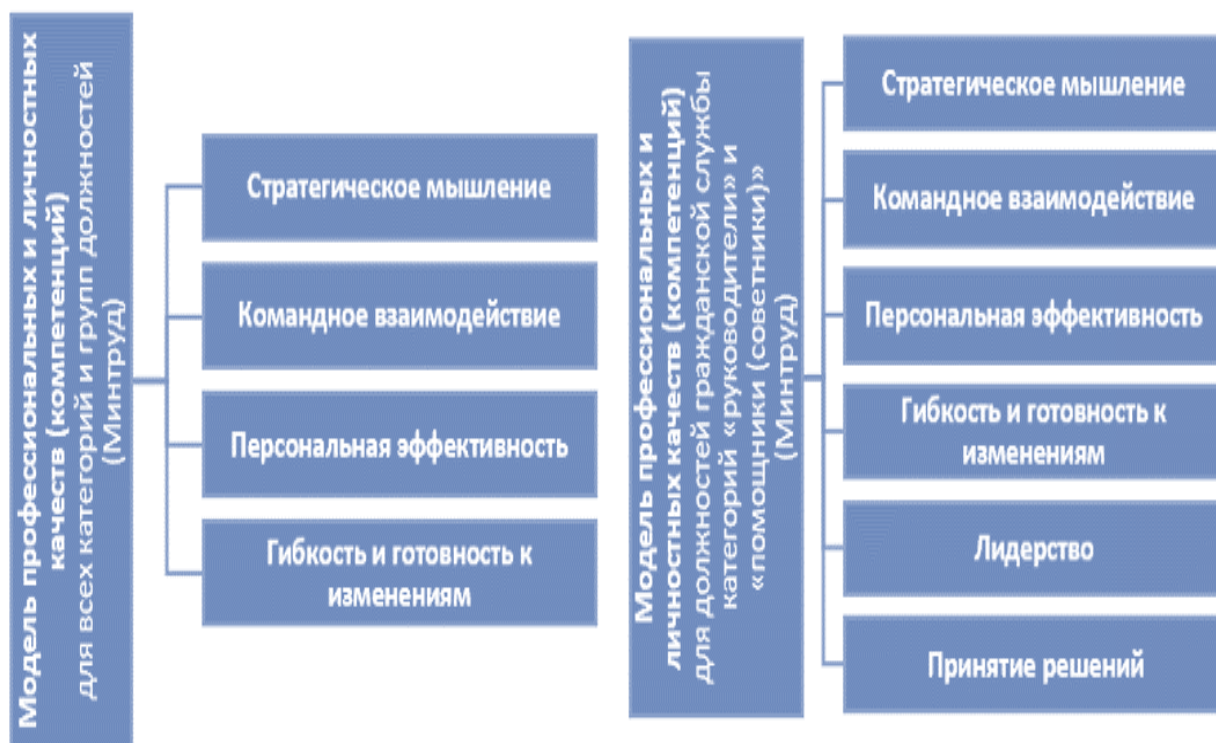 Модель профессиональных и личностных
качеств (компетенций)
для всех категорий и групп должностей
(Минтруд)
Стратегическое мышление
Командное взаимодействие
Персональная эффективность
Гибкость и готовность к
изменениям
Модель профессиональных и
личностных качеств (компетенций)
для должностей гражданской службы
категорий «руководители» и
«помощники (советники)»
(Минтруд)
Стратегическое мышление
Командное взаимодействие
Персональная эффективность
Гибкость и готовность к
изменениям
Лидерство
Принятие решений